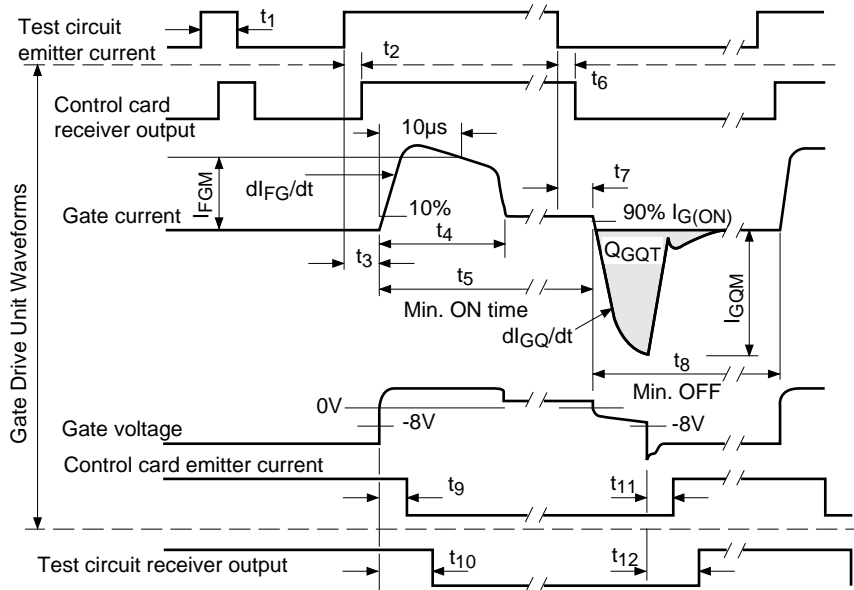 Test circuit
emitter current
t1
t2
t6
Control card
receiver output
10µs
t7
IFGM
dIFG/dt
10%
90% IG(ON)
Gate current
t4
QGQT
t3
t5
IGQM
Min. ON time
dIGQ/dt
t8
Min. OFF
0V
-8V
-8V
Gate voltage
Control card emitter current
t9
t11
Test circuit receiver output
t10
t12
Gate Drive Unit Waveforms